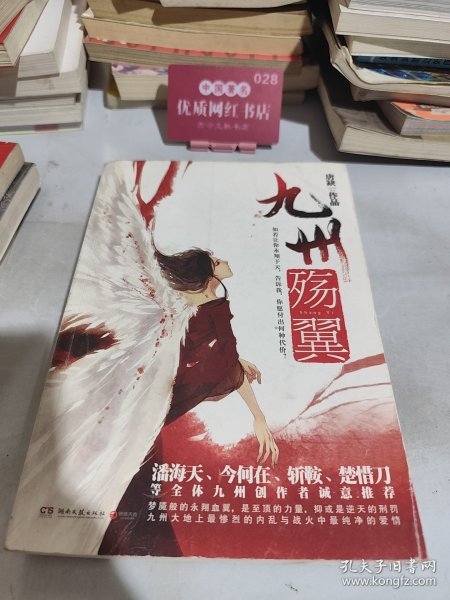 028
中国著名
优质网红书店
唐缺 作品
九州
殇翼
Shang Yi
如若让你永翔于天，告诉我，你愿付出何种代价？
潘海天、今何在、斩鞍、楚惜刀
等全体九州创作者诚意推荐
梦魇般的永翔血翼，是至顶的力量，抑或是逆天的刑罚
九州大地上最惨烈的内乱与战火中最纯净的爱情
CS 湖南文艺出版社
孔夫子旧书网
www.kongfz.com